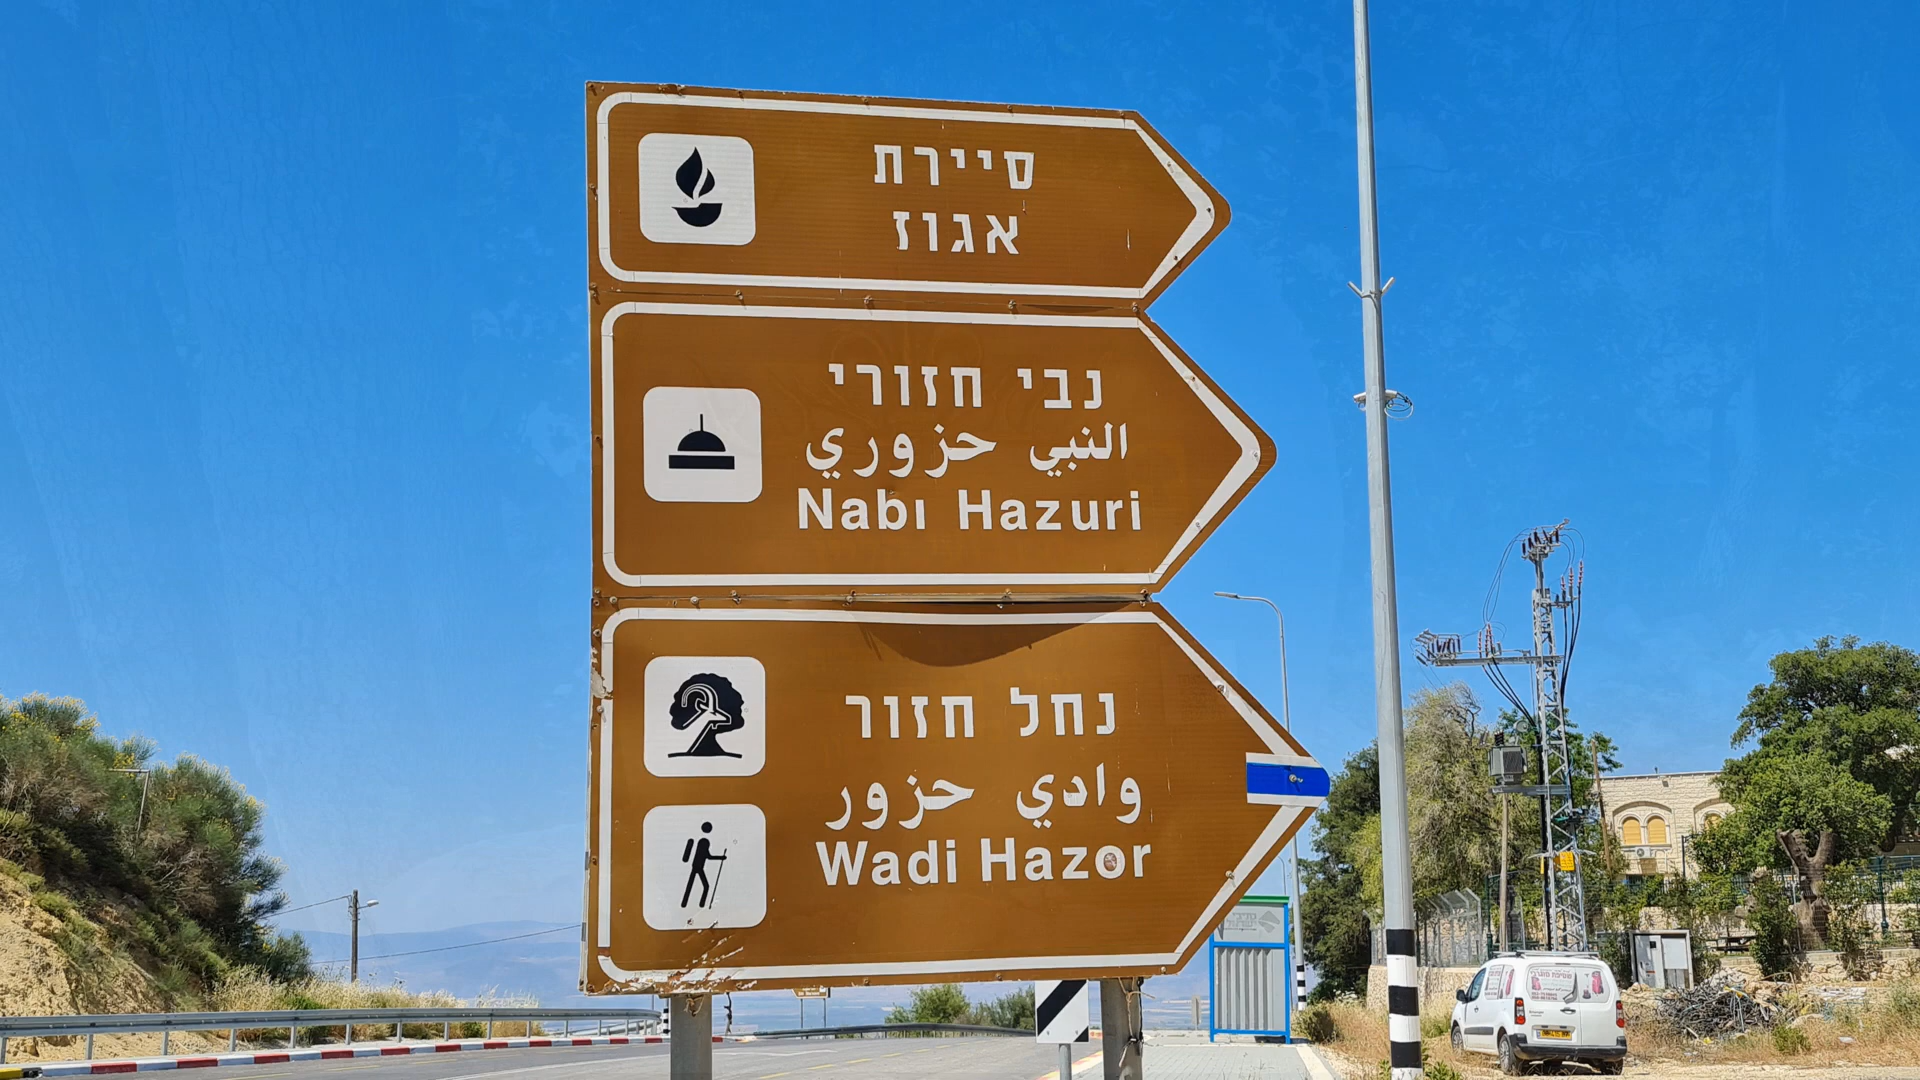 סיירת
אגוז
נבי חזורי
النبي حزوري
Nabı Hazuri
נחל חזור
وادي حزور
Wadi Hazor